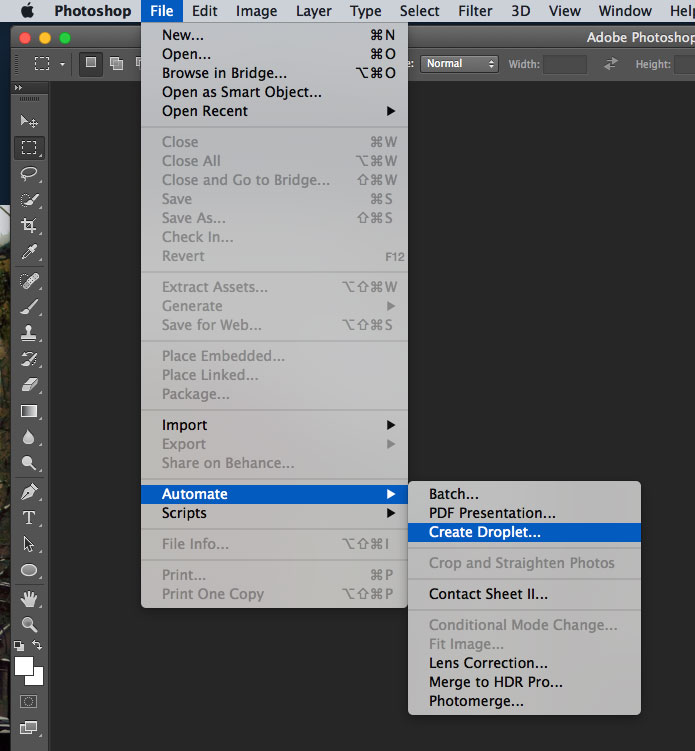 Photoshop File Edit Image Layer Type Select Filter 3D View Window Help
Adobe Photoshop
Normal Width: Height:
New... ⌘N
Open... ⌘O
Browse in Bridge... ⌥⌘O
Open as Smart Object...
Open Recent ▶
Close ⌘W
Close All ⌥⌘W
Close and Go to Bridge... ⇧⌘W
Save ⌘S
Save As... ⇧⌘S
Check In...
Revert F12
Extract Assets... ⌥⇧⌘W
Generate ▶
Save for Web... ⌥⇧⌘S
Place Embedded...
Place Linked...
Package...
Import ▶
Export ▶
Share on Behance...
Automate ▶
Scripts ▶
File Info... ⌥⇧⌘I
Print... ⌘P
Print One Copy ⌥⇧⌘P
Batch...
PDF Presentation...
Create Droplet...
Crop and Straighten Photos
Contact Sheet II...
Conditional Mode Change...
Fit Image...
Lens Correction...
Merge to HDR Pro...
Photomerge...